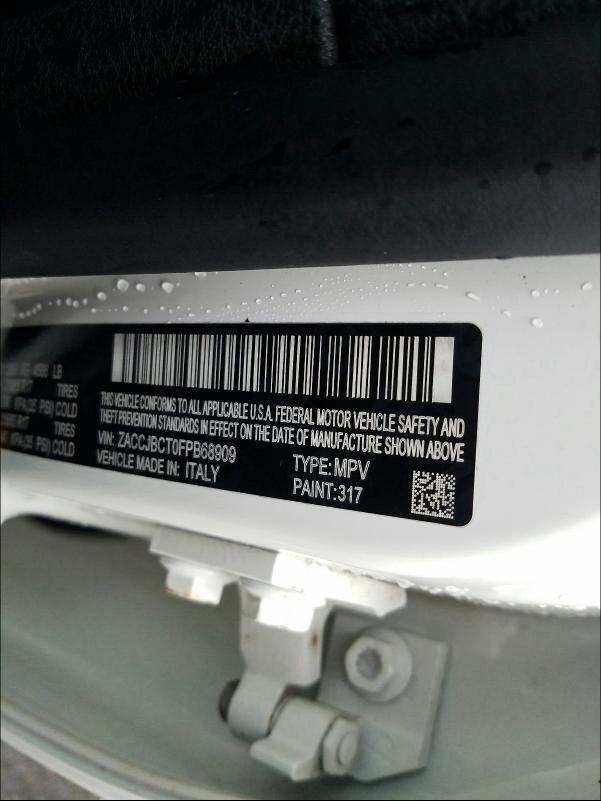 LB
TIRES
PSI) COLD
TIRES
PSI) COLD
THIS VEHICLE CONFORMS TO ALL APPLICABLE U.S.A. FEDERAL MOTOR VEHICLE SAFETY AND
THEFT PREVENTION STANDARDS IN EFFECT ON THE DATE OF MANUFACTURE SHOWN ABOVE
VIN: ZACCJBCT0FPB68909 TYPE: MPV
VEHICLE MADE IN: ITALY PAINT: 317